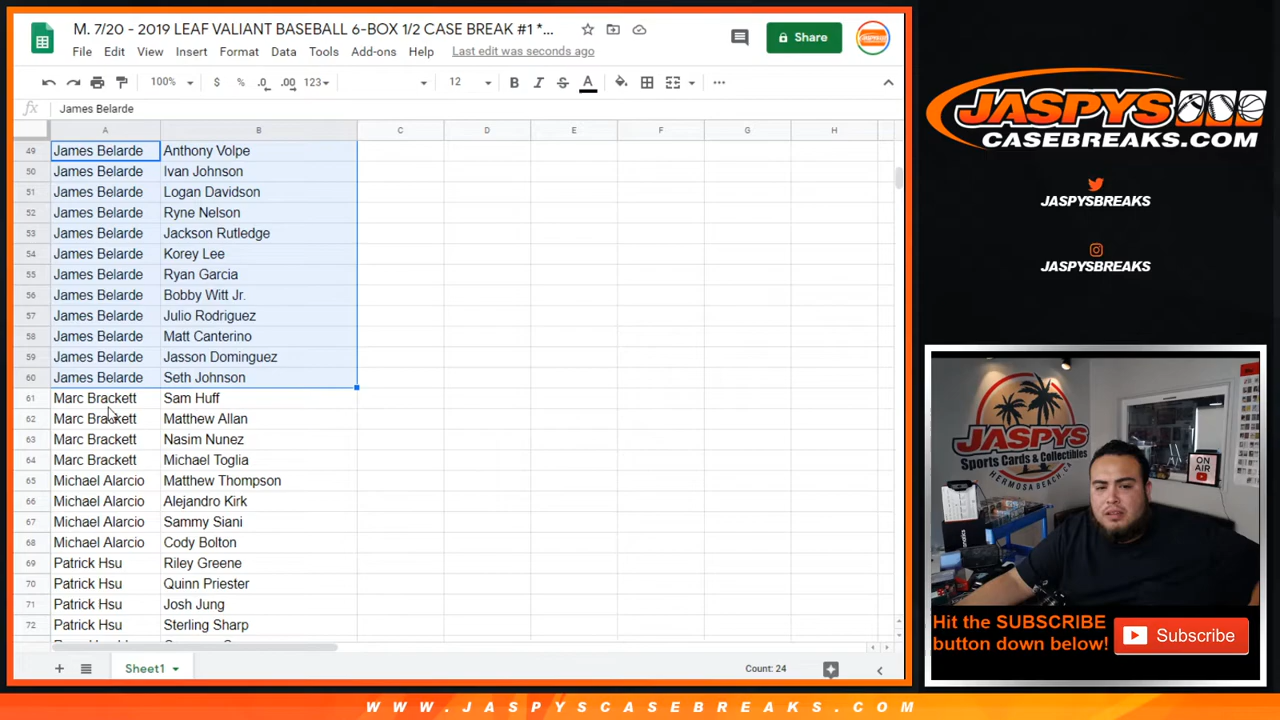 M. 7/20 - 2019 LEAF VALIANT BASEBALL 6-BOX 1/2 CASE BREAK #1 *...
File Edit View Insert Format Data Tools Add-ons Help Last edit was seconds ago
Share
100% $ % .0 .00 123 12 B I S A
fx James Belarde
A B C D E F G H
49 James Belarde Anthony Volpe
50 James Belarde Ivan Johnson
51 James Belarde Logan Davidson
52 James Belarde Ryne Nelson
53 James Belarde Jackson Rutledge
54 James Belarde Korey Lee
55 James Belarde Ryan Garcia
56 James Belarde Bobby Witt Jr.
57 James Belarde Julio Rodriguez
58 James Belarde Matt Canterino
59 James Belarde Jasson Dominguez
60 James Belarde Seth Johnson
61 Marc Brackett Sam Huff
62 Marc Brackett Matthew Allan
63 Marc Brackett Nasim Nunez
64 Marc Brackett Michael Toglia
65 Michael Alarcio Matthew Thompson
66 Michael Alarcio Alejandro Kirk
67 Michael Alarcio Sammy Siani
68 Michael Alarcio Cody Bolton
69 Patrick Hsu Riley Greene
70 Patrick Hsu Quinn Priester
71 Patrick Hsu Josh Jung
72 Patrick Hsu Sterling Sharp
Sheet1
Count: 24
JASPYS
CASEBREAKS.COM
JASPYSBREAKS
JASPYSBREAKS
JASPYS
Sports Cards & Collectibles
HERMOSA BEACH, CA
ON AIR
Hit the SUBSCRIBE
button down below!
Subscribe
WWW.JASPYSCASEBREAKS.COM